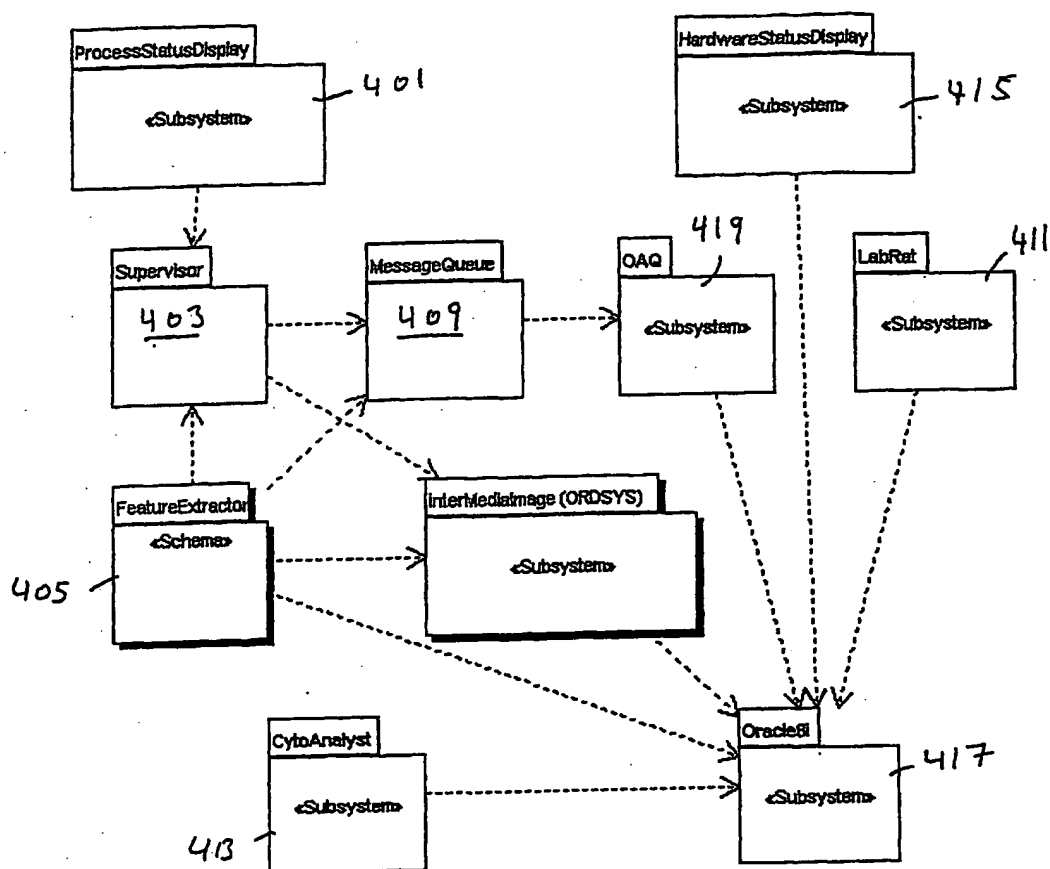 ProcessStatusDisplay
«Subsystem»
401
HardwareStatusDisplay
«Subsystem»
415
Supervisor
403
MessageQueue
409
OAQ
419
«Subsystem»
LabRat
411
«Subsystem»
FeatureExtractor
«Schema»
405
InterMediaImage (ORDSYS)
«Subsystem»
CytoAnalyst
«Subsystem»
413
Oracle8i
«Subsystem»
417